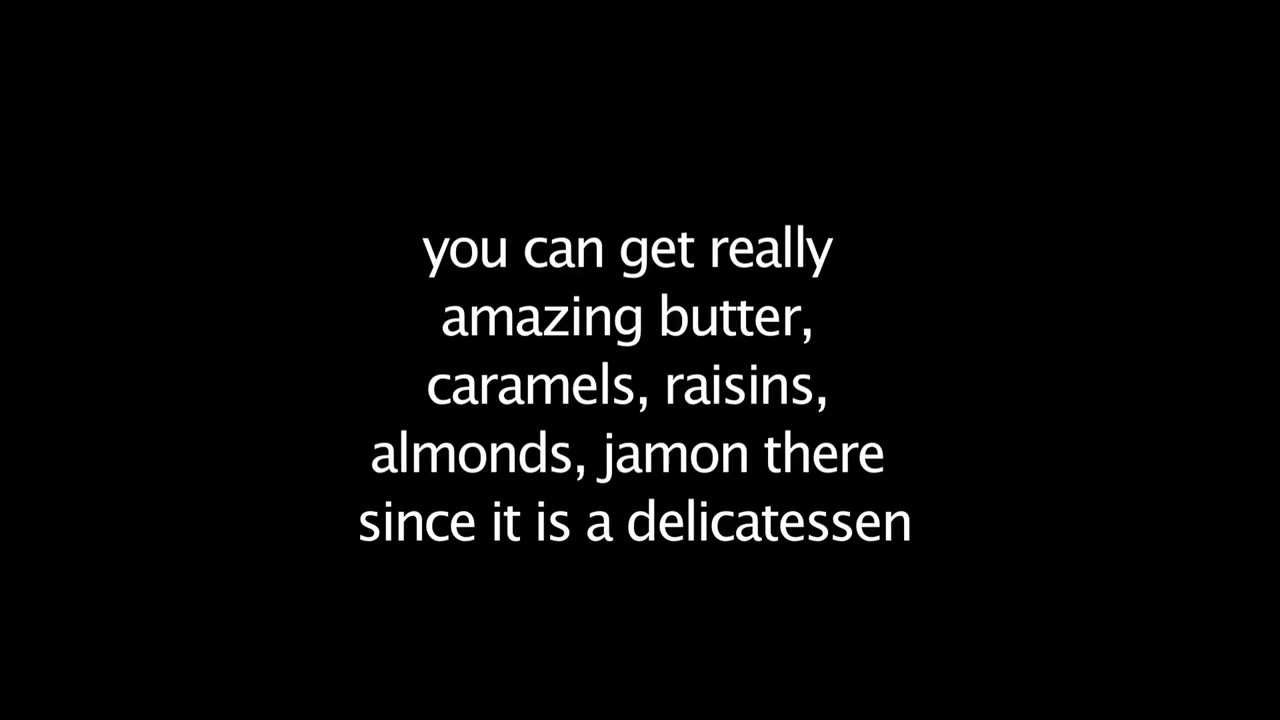 you can get really
amazing butter,
caramels, raisins,
almonds, jamon there
since it is a delicatessen